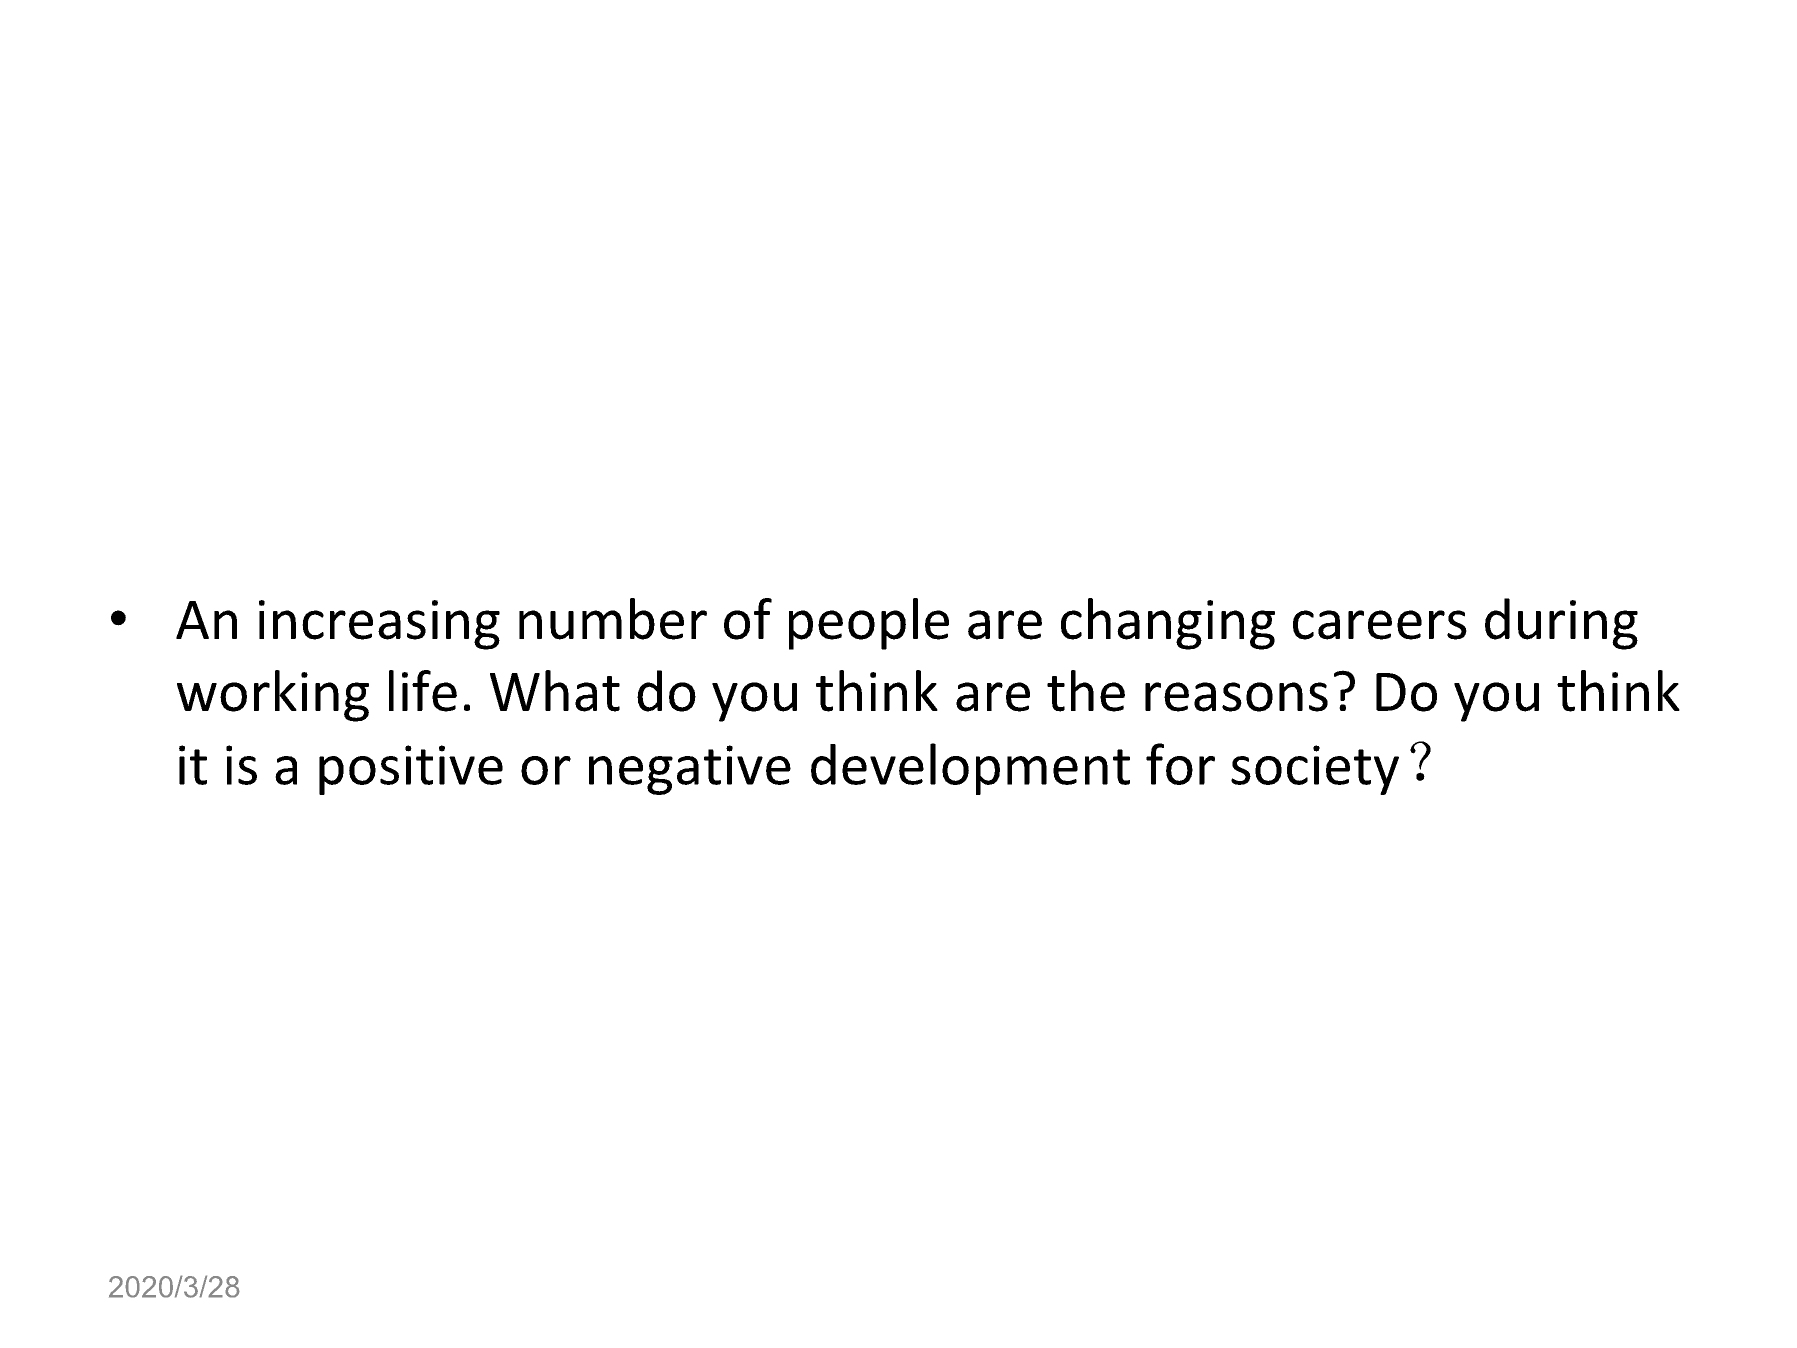 • An increasing number of people are changing careers during
working life. What do you think are the reasons? Do you think
it is a positive or negative development for society？
2020/3/28